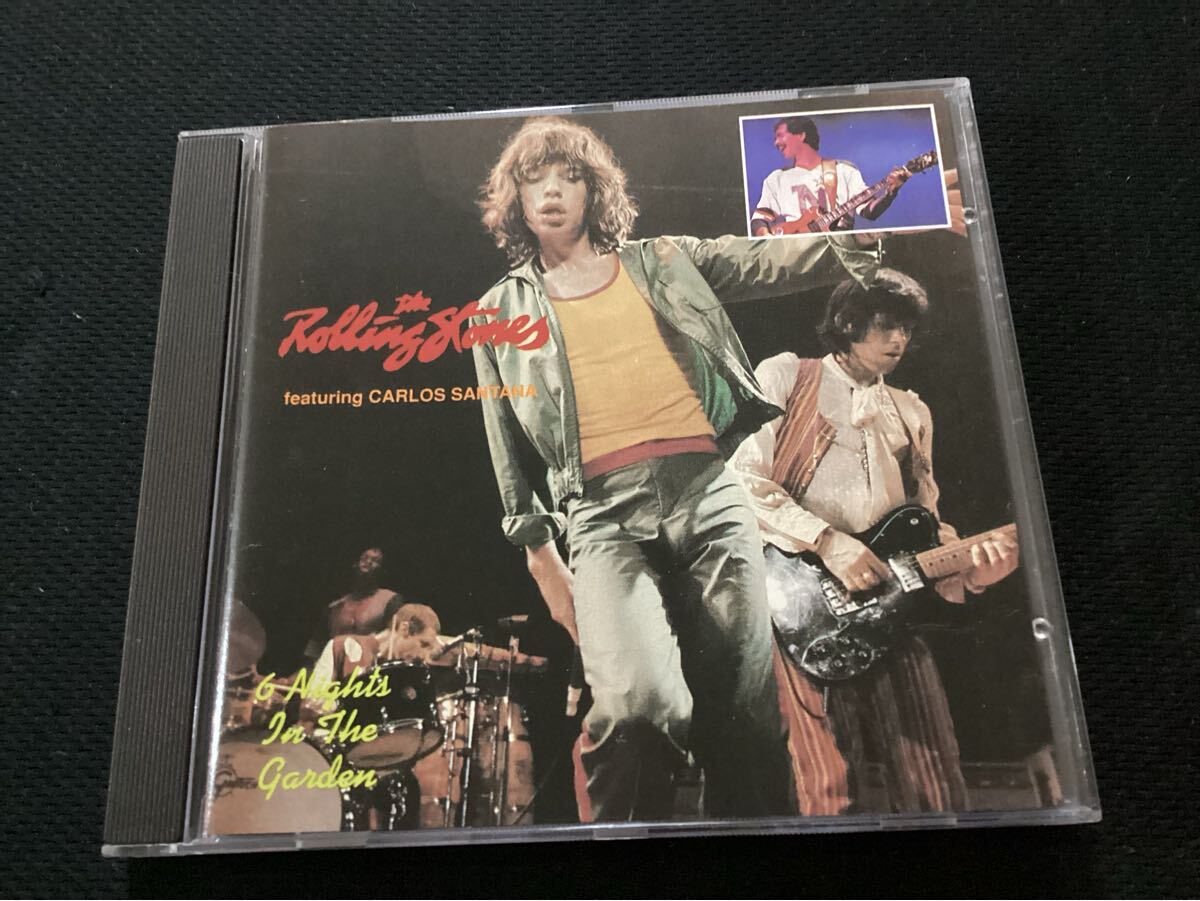 the
Rolling Stones
featuring CARLOS SANTANA
6 Nights
In The
Garden